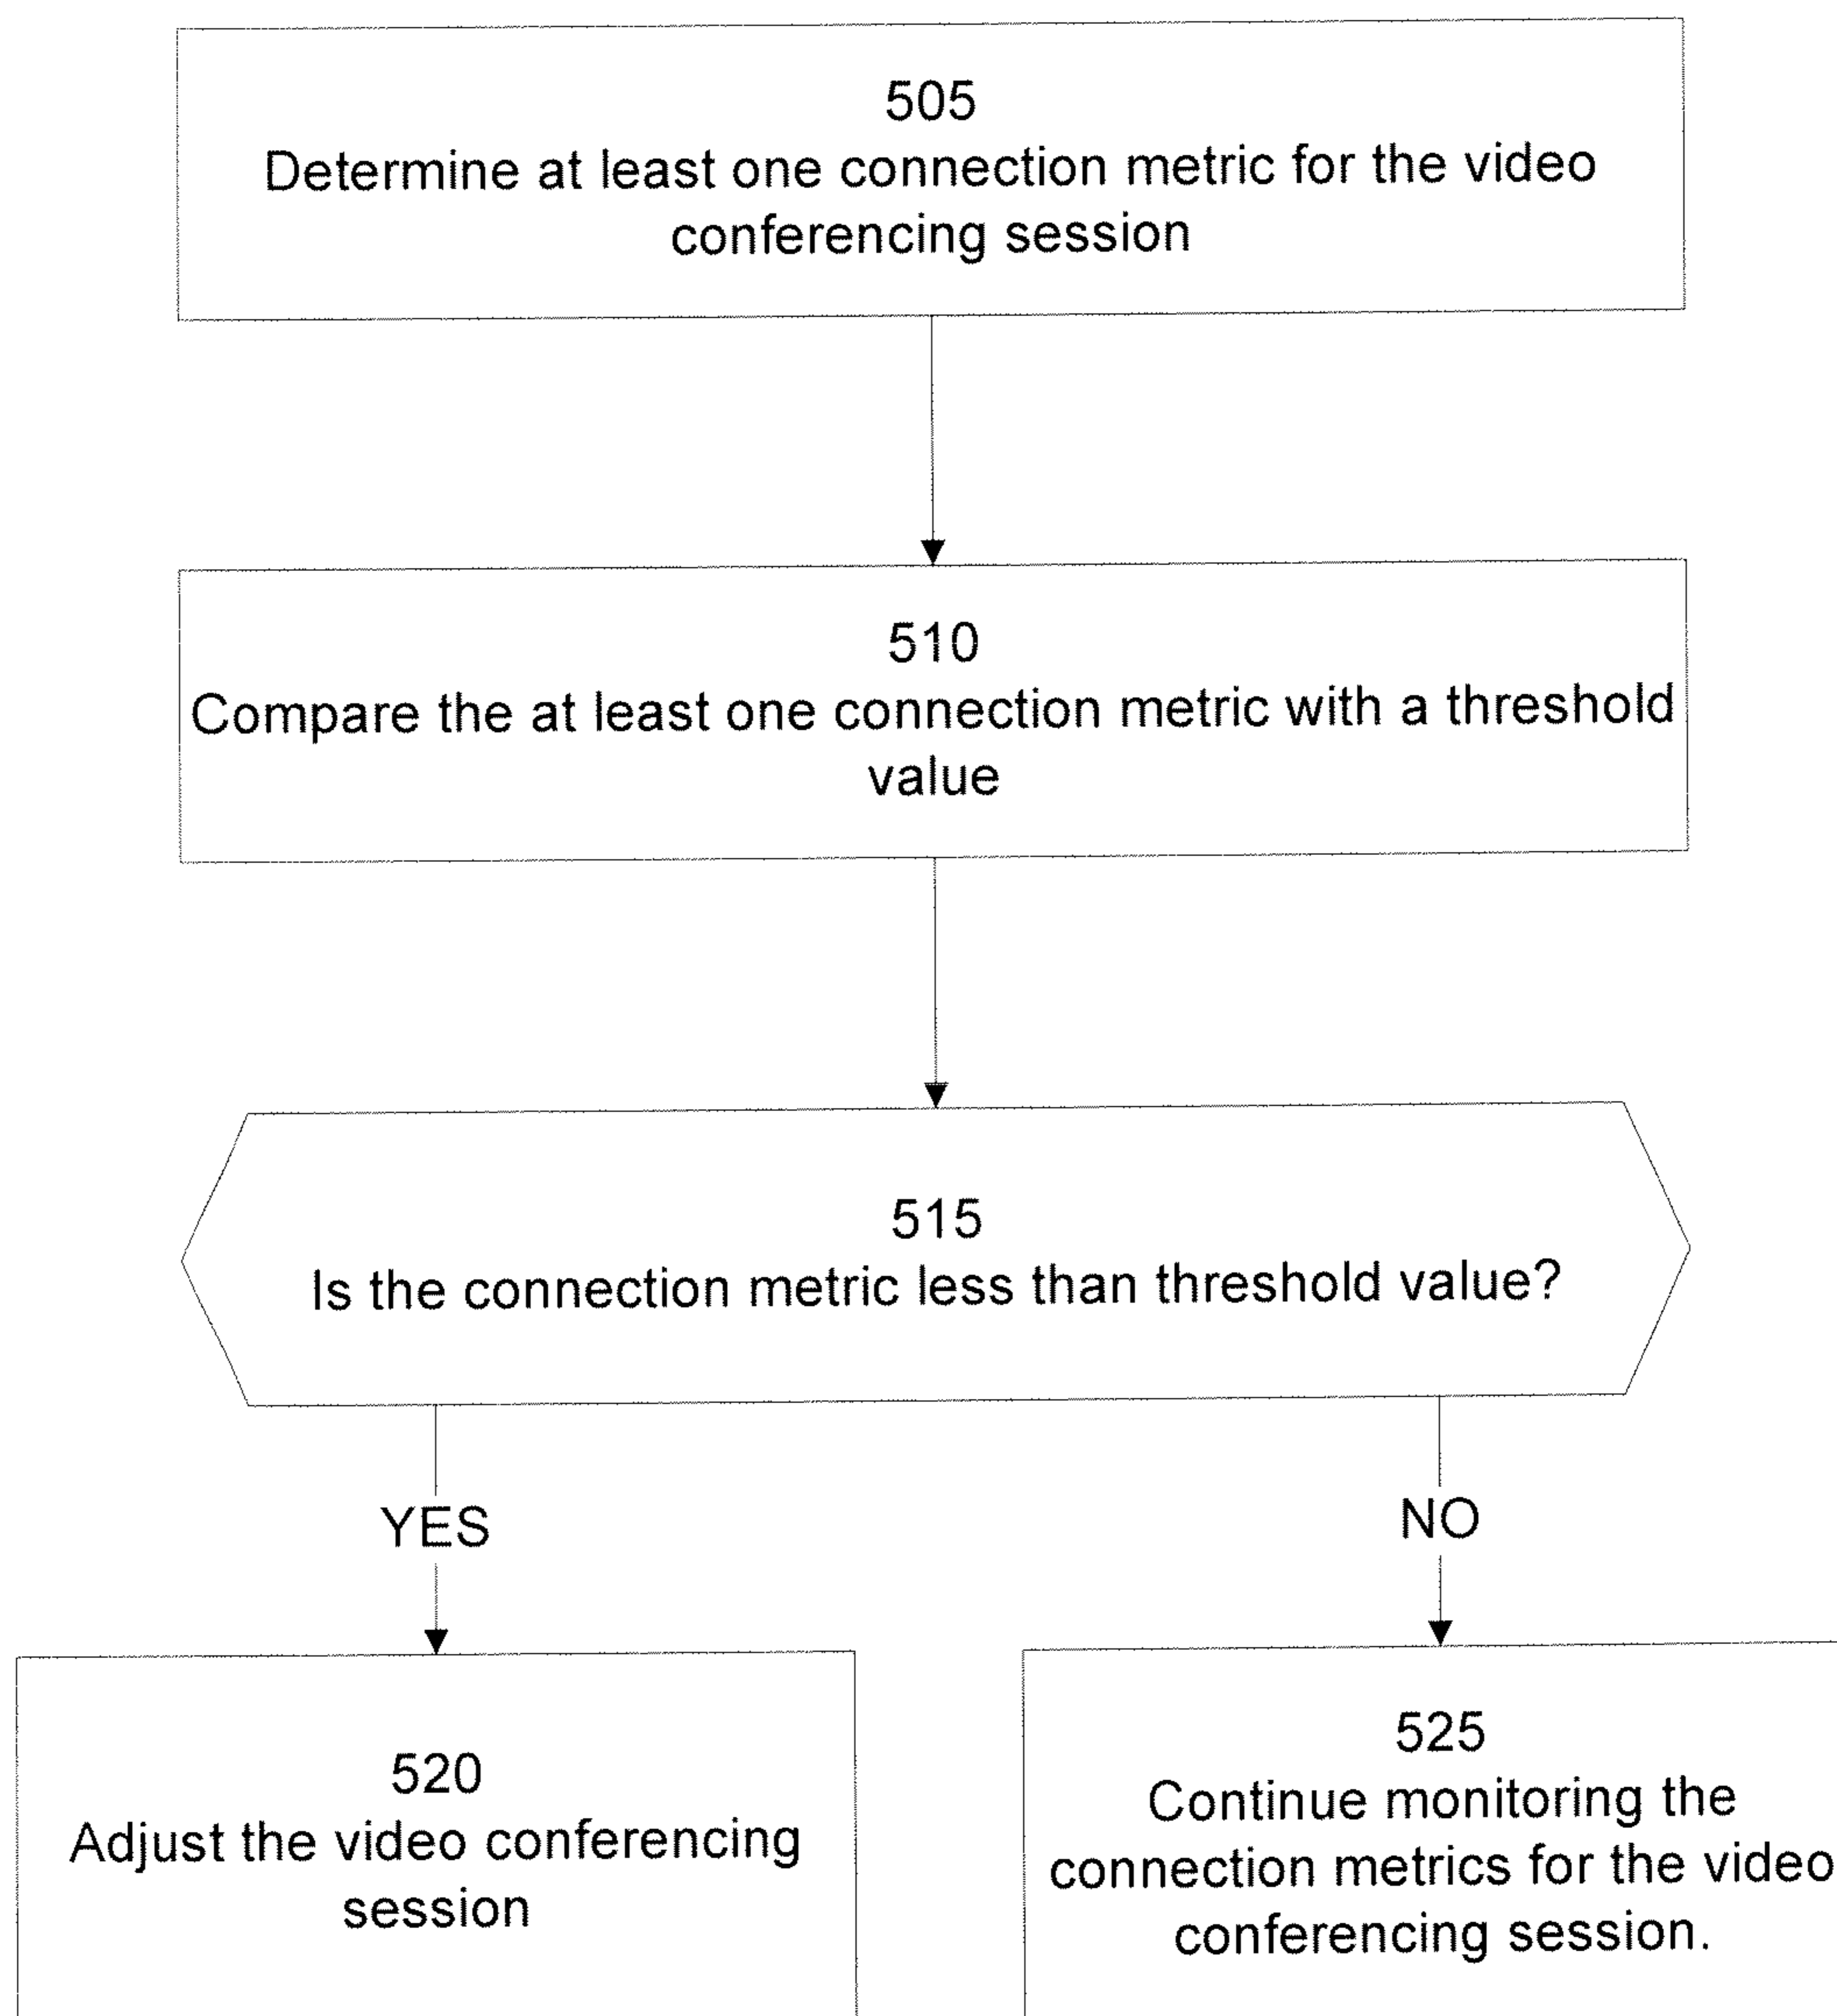 505
Determine at least one connection metric for the video
conferencing session
510
Compare the at least one connection metric with a threshold
value
515
Is the connection metric less than threshold value?
YES
NO
520
Adjust the video conferencing
session
525
Continue monitoring the
connection metrics for the video
conferencing session.